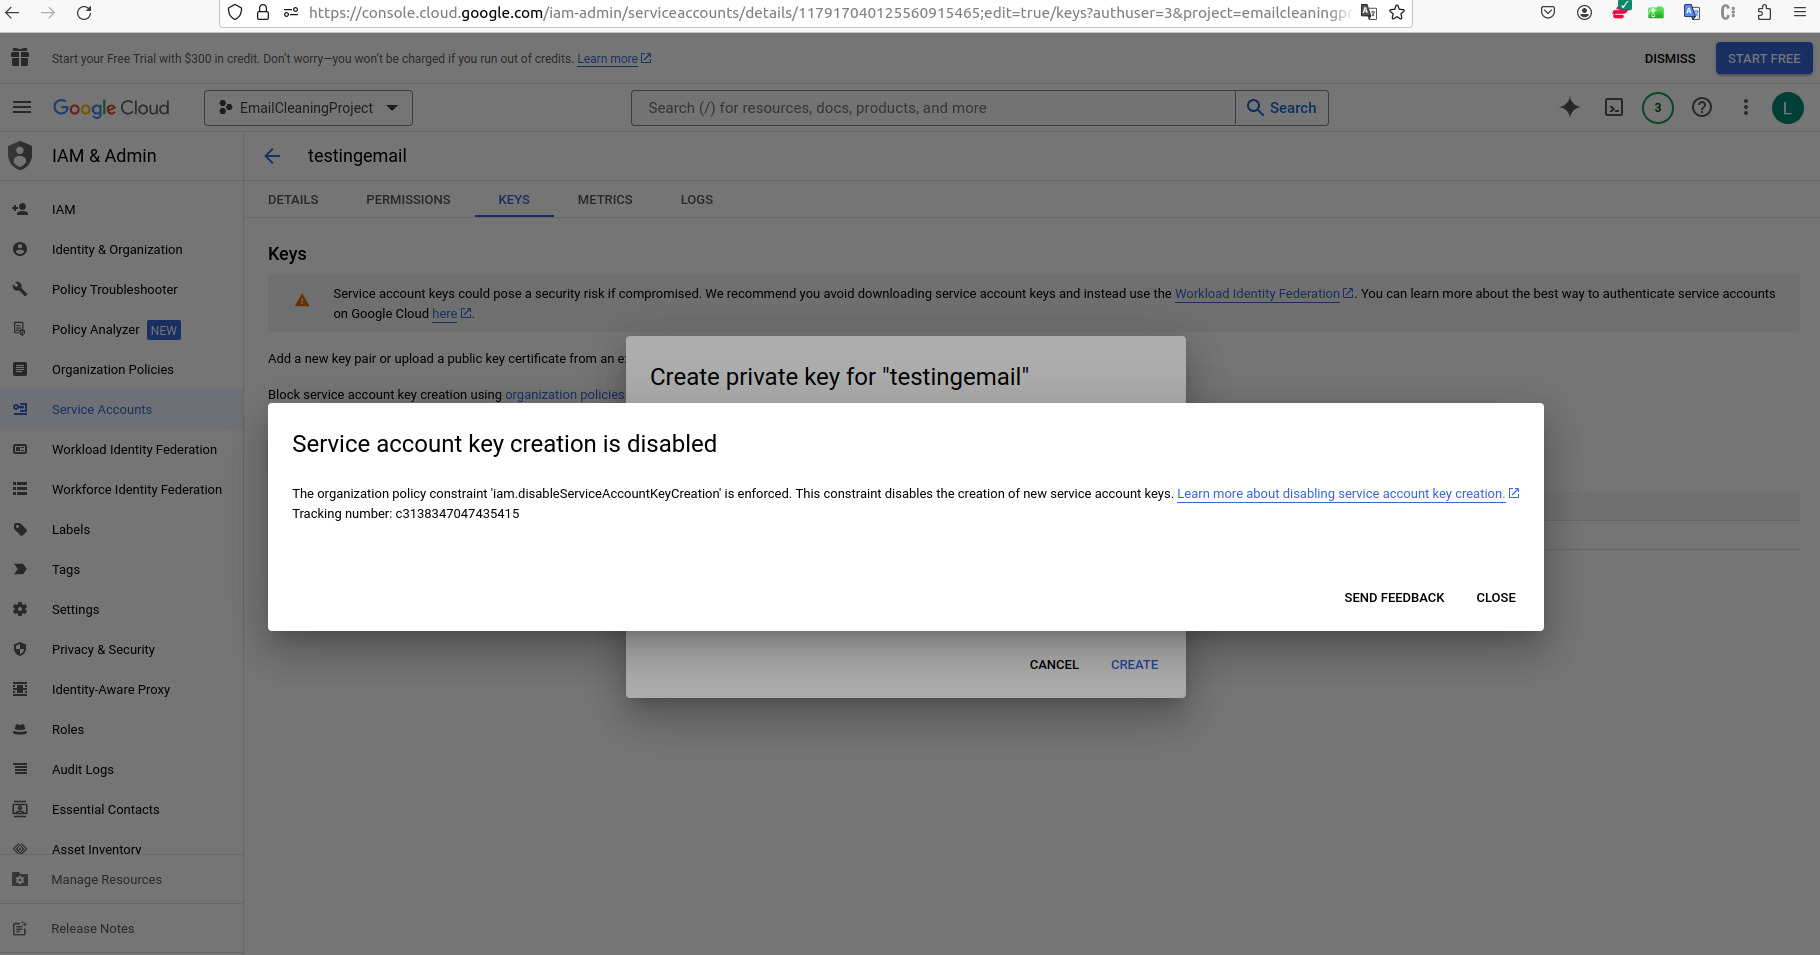 https://console.cloud.google.com/iam-admin/serviceaccounts/details/117917040125560915465;edit=true/keys?authuser=3&project=emailcleaningpr
Start your Free Trial with $300 in credit. Don't worry—you won't be charged if you run out of credits. Learn more
DISMISS
START FREE
Google Cloud
EmailCleaningProject
Search (/) for resources, docs, products, and more
Search
3
L
IAM & Admin
testingemail
DETAILS
PERMISSIONS
KEYS
METRICS
LOGS
IAM
Identity & Organization
Policy Troubleshooter
Policy Analyzer NEW
Organization Policies
Service Accounts
Workload Identity Federation
Workforce Identity Federation
Labels
Tags
Settings
Privacy & Security
Identity-Aware Proxy
Roles
Audit Logs
Essential Contacts
Asset Inventory
Manage Resources
Release Notes
Keys
Service account keys could pose a security risk if compromised. We recommend you avoid downloading service account keys and instead use the Workload Identity Federation. You can learn more about the best way to authenticate service accounts
on Google Cloud here.
Add a new key pair or upload a public key certificate from an e
Block service account key creation using organization policies
Create private key for "testingemail"
Service account key creation is disabled
The organization policy constraint 'iam.disableServiceAccountKeyCreation' is enforced. This constraint disables the creation of new service account keys. Learn more about disabling service account key creation.
Tracking number: c3138347047435415
SEND FEEDBACK
CLOSE
CANCEL
CREATE